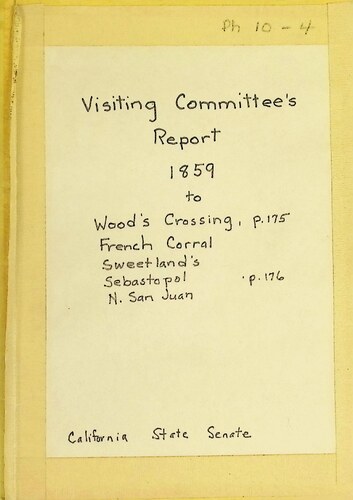 Ph 10-4
Visiting Committee's
Report
1859
to
Wood's Crossing, p.175
French Corral
Sweetland's
Sebastopol · p.176
N. San Juan
California State Senate